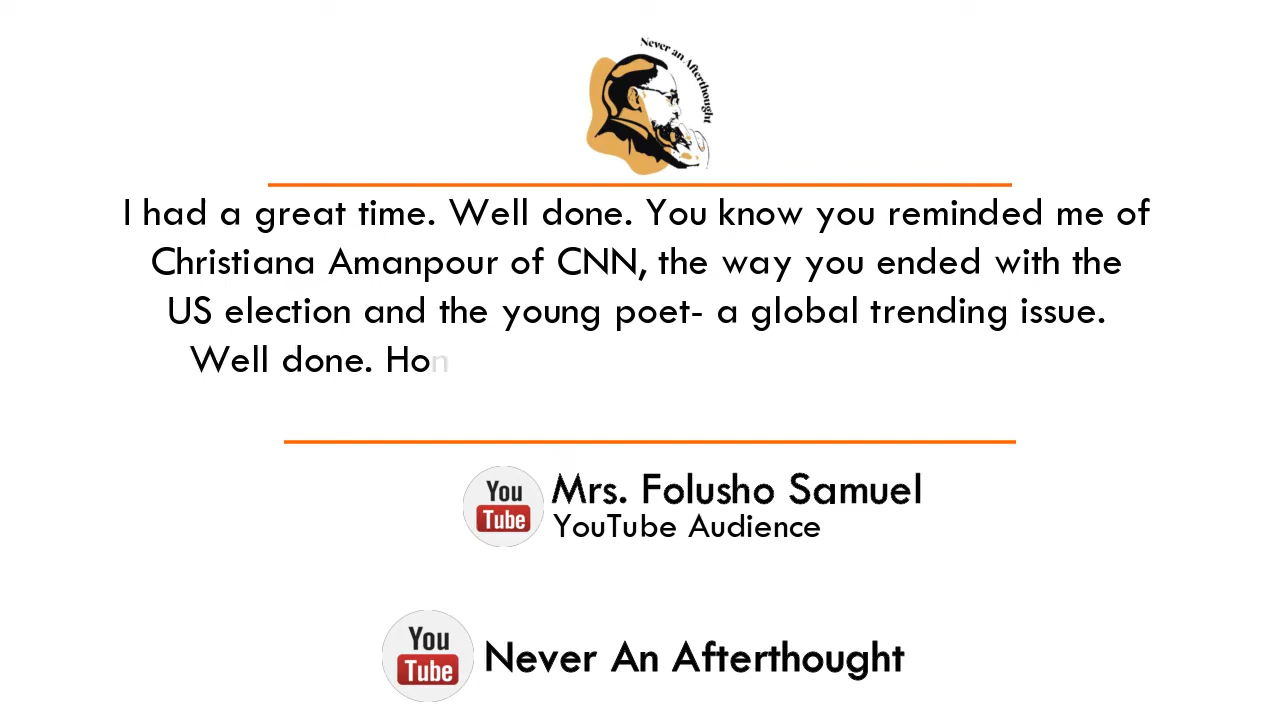 Never an Afterthought
I had a great time. Well done. You know you reminded me of
Christiana Amanpour of CNN, the way you ended with the
US election and the young poet- a global trending issue.
Well done. Hon
You
Tube
Mrs. Folusho Samuel
YouTube Audience
You
Tube
Never An Afterthought